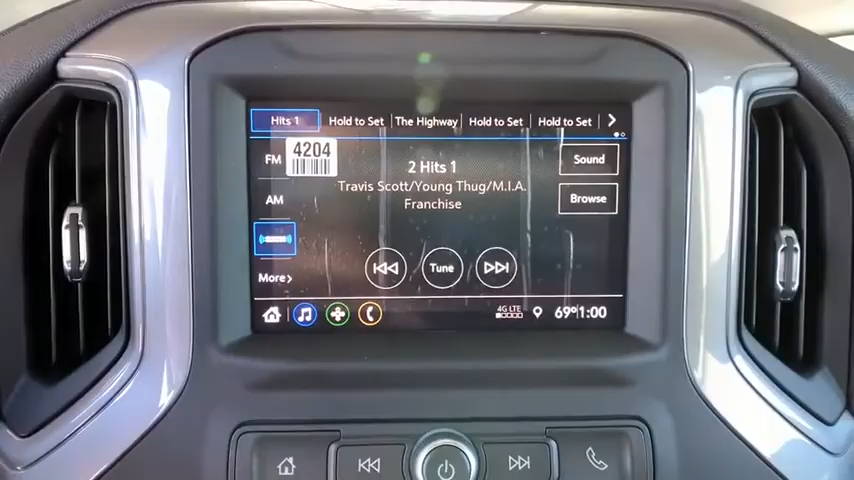 Hits 1
Hold to Set
The Highway
Hold to Set
Hold to Set
FM
4204
2 Hits 1
Sound
Travis Scott/Young Thug/M.I.A.
AM
Browse
Franchise
Tune
More
4G LTE
69° 1:00